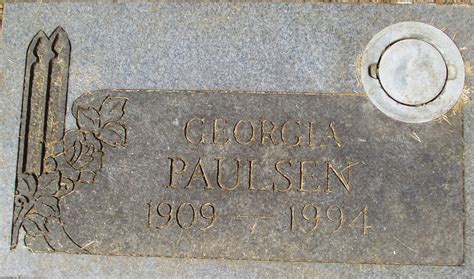 GEORGIA
PAULSEN
1909 — 1994